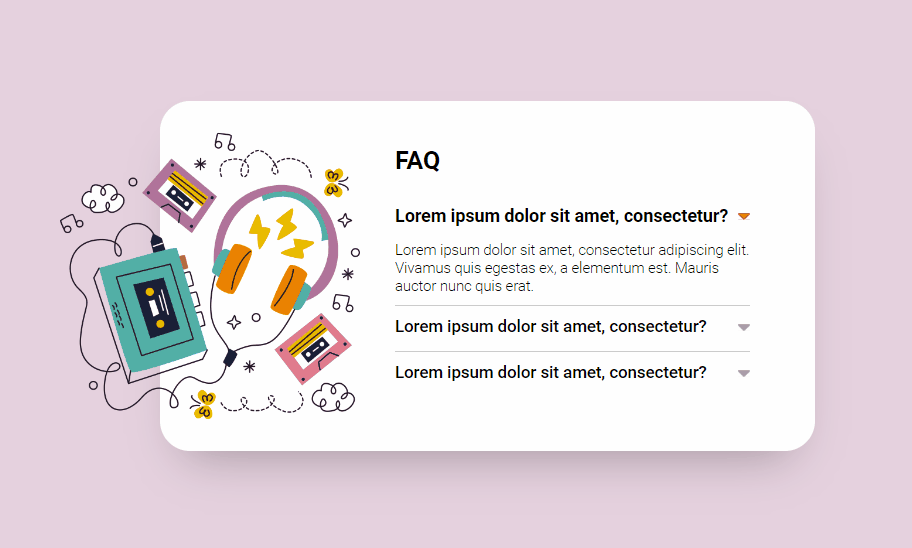 FAQ
Lorem ipsum dolor sit amet, consectetur?
Lorem ipsum dolor sit amet, consectetur adipiscing elit.
Vivamus quis egestas ex, a elementum est. Mauris
auctor nunc quis erat.
Lorem ipsum dolor sit amet, consectetur?
Lorem ipsum dolor sit amet, consectetur?